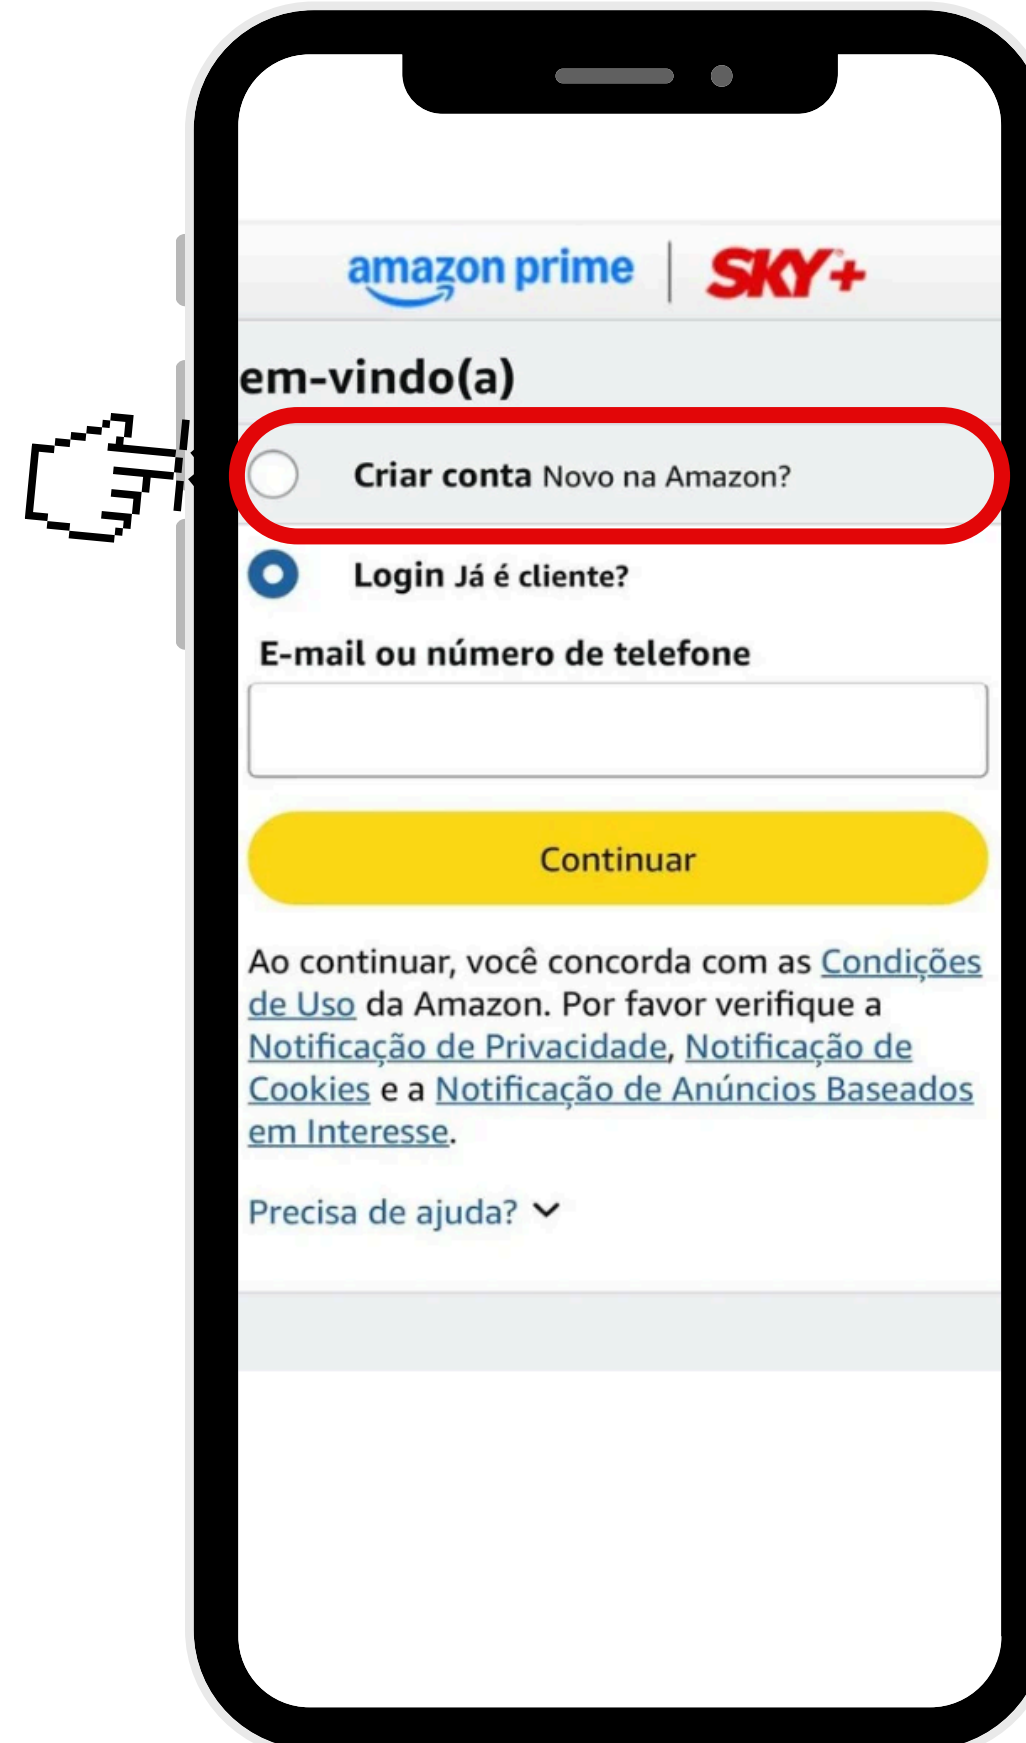 amazon prime | SKY+
em-vindo(a)
Criar conta Novo na Amazon?
Login Já é cliente?
E-mail ou número de telefone
Continuar
Ao continuar, você concorda com as Condições
de Uso da Amazon. Por favor verifique a
Notificação de Privacidade, Notificação de
Cookies e a Notificação de Anúncios Baseados
em Interesse.
Precisa de ajuda?